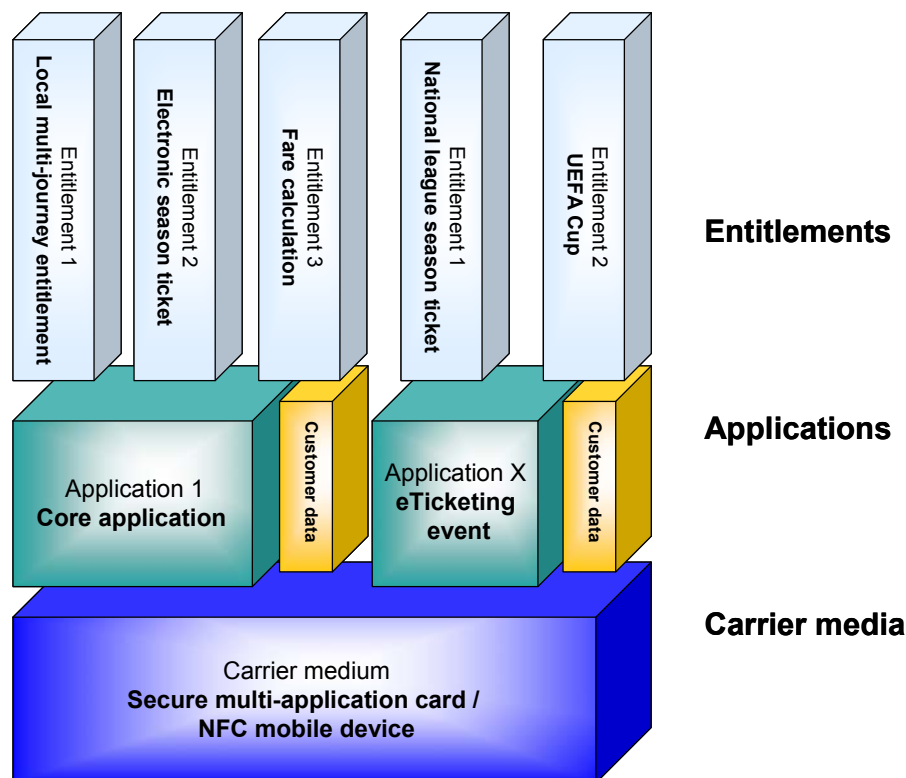 Entitlement 1
Local multi-journey entitlement
Entitlement 2
Electronic season ticket
Entitlement 3
Fare calculation
Entitlement 1
National league season ticket
Entitlement 2
UEFA Cup
Entitlements
Application 1
Core application
Customer data
Application X
eTicketing
event
Customer data
Applications
Carrier medium
Secure multi-application card /
NFC mobile device
Carrier media